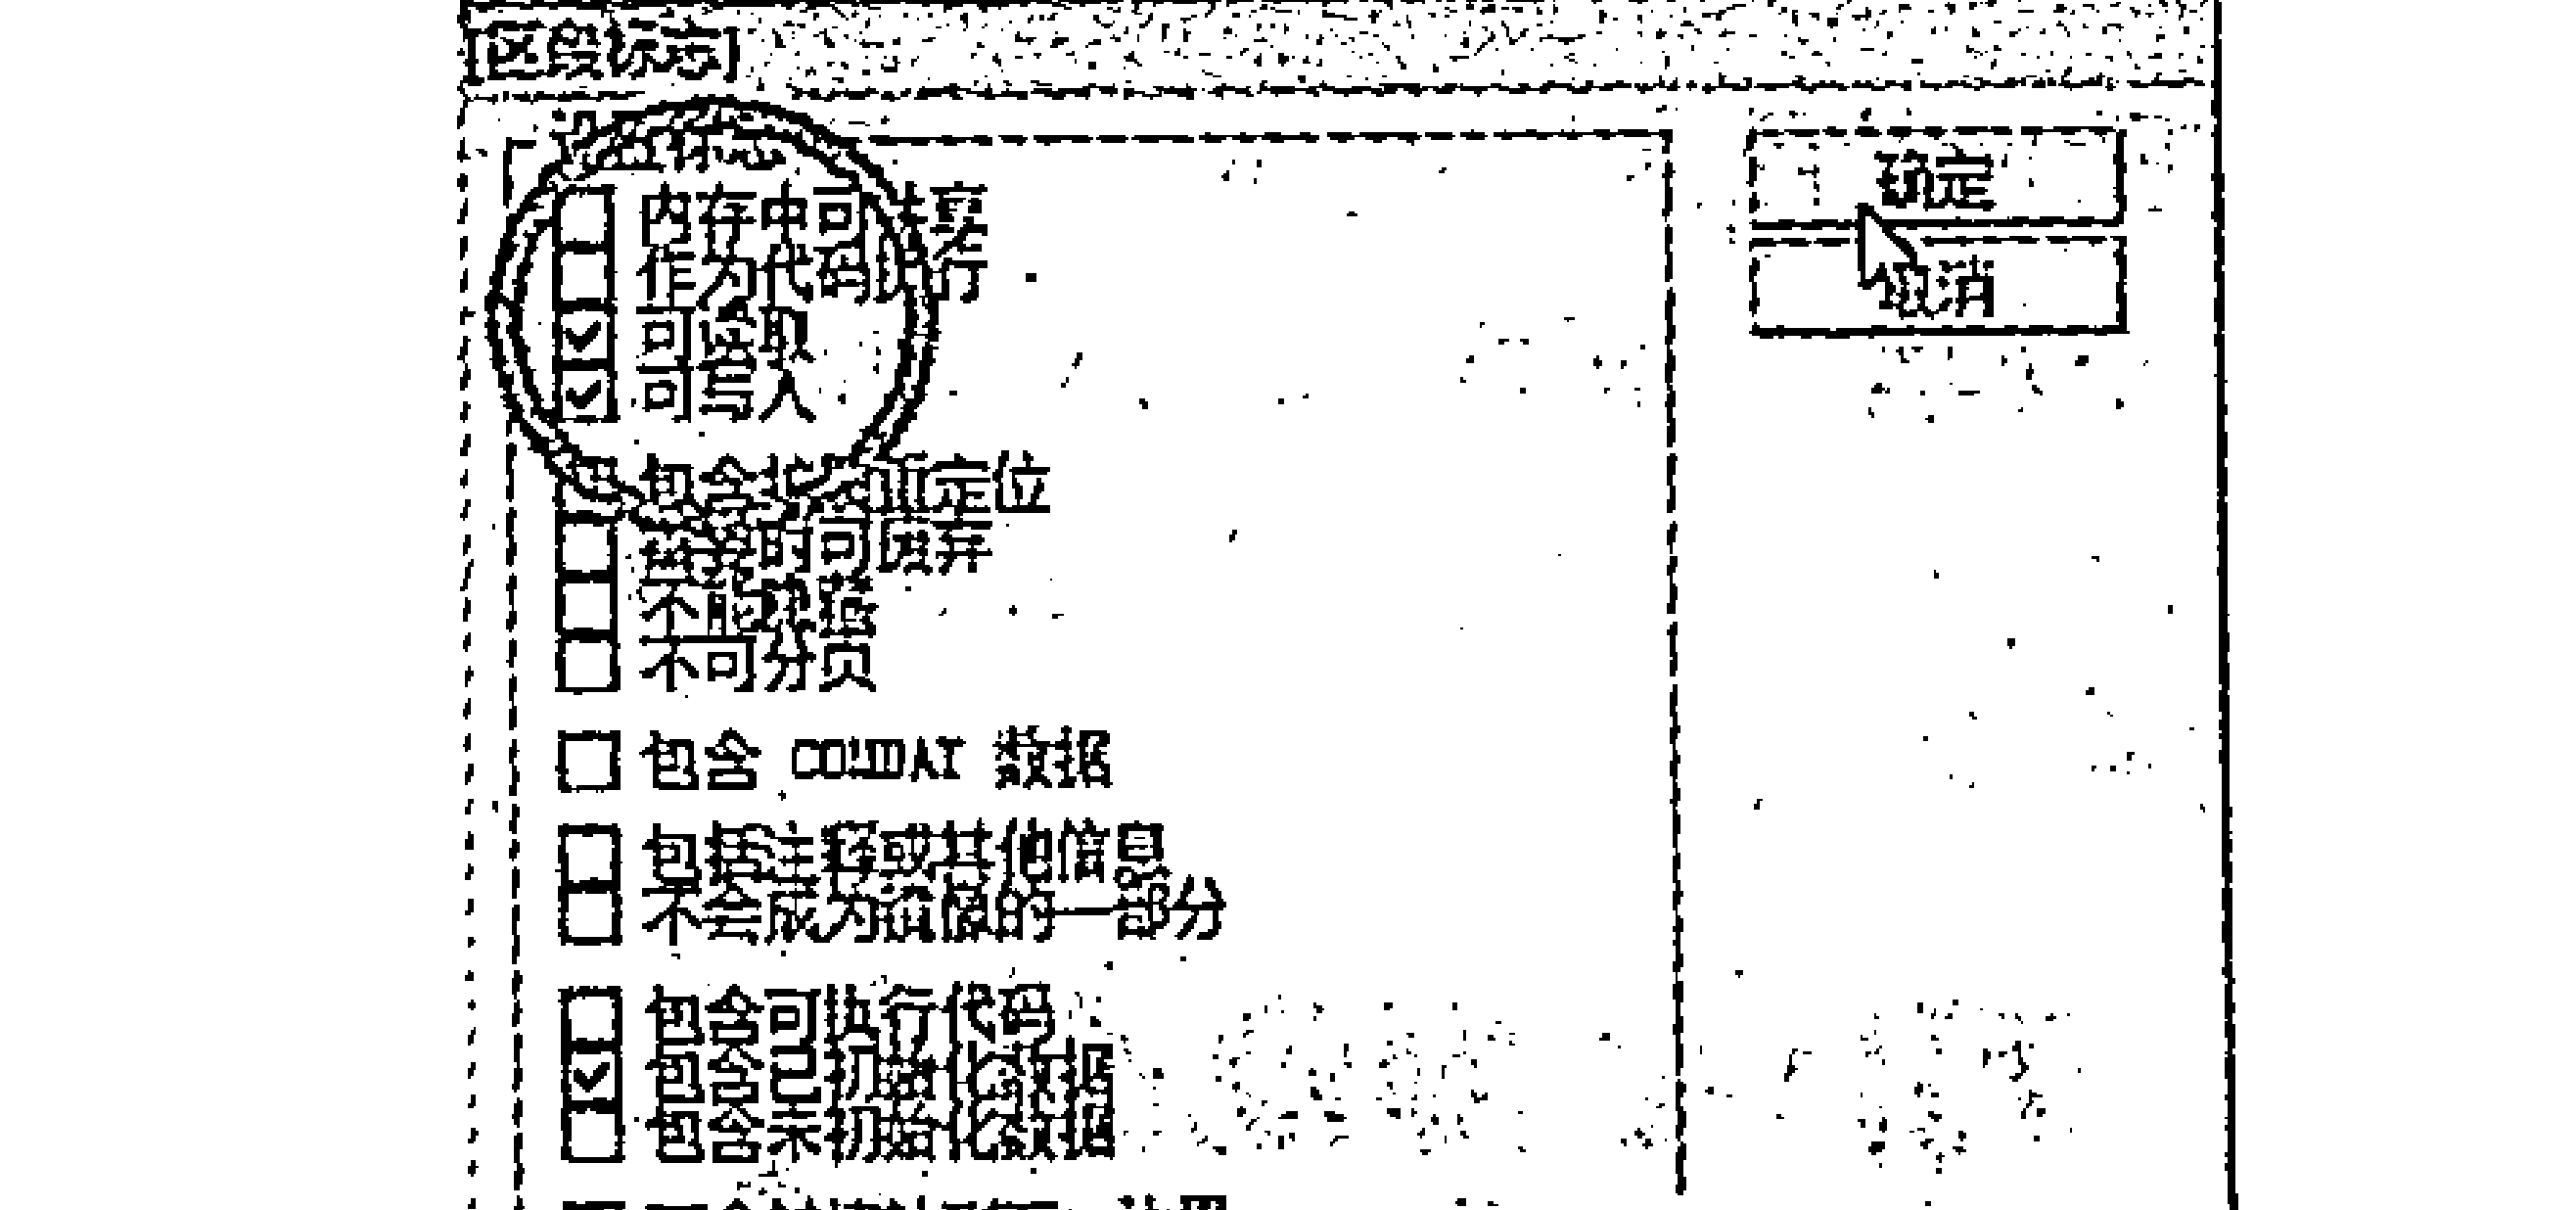 [区段标志]
设置标志
内存中可共享
作为代码执行
可读取
可写入
包含扩展重定位
需要时可丢弃
不能缓存
不可分页
包含 COMDAT 数据
包括注释或其他信息
不会成为镜像的一部分
包含可执行代码
包含已初始化数据
包含未初始化数据
确定
取消